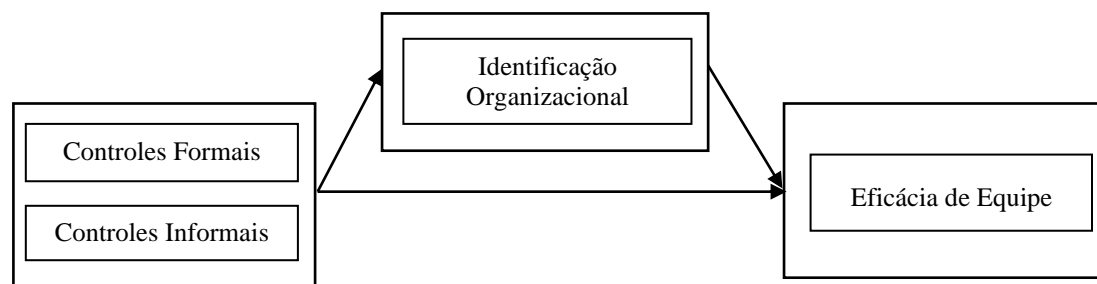 Identificação
Organizacional
Controles Formais
Controles Informais
Eficácia de Equipe